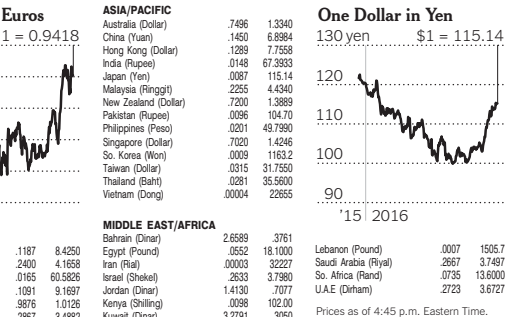 Euros
1 = 0.9418
.1187 8.4250
.2400 4.1658
.0165 60.5826
.1091 9.1697
.9876 1.0126
.2867 3.4882
ASIA/PACIFIC
Australia (Dollar) .7496 1.3340
China (Yuan) .1450 6.8984
Hong Kong (Dollar) .1289 7.7558
India (Rupee) .0148 67.3933
Japan (Yen) .0087 115.14
Malaysia (Ringgit) .2255 4.4340
New Zealand (Dollar) .7200 1.3889
Pakistan (Rupee) .0096 104.70
Philippines (Peso) .0201 49.7990
Singapore (Dollar) .7020 1.4246
So. Korea (Won) .0009 1163.2
Taiwan (Dollar) .0315 31.7550
Thailand (Baht) .0281 35.5600
Vietnam (Dong) .00004 22655
MIDDLE EAST/AFRICA
Bahrain (Dinar) 2.6589 .3761
Egypt (Pound) .0552 18.1000
Iran (Rial) .00003 32227
Israel (Shekel) .2633 3.7980
Jordan (Dinar) 1.4130 .7077
Kenya (Shilling) .0098 102.00
Kuwait (Dinar) 3.2791 .3050
One Dollar in Yen
130 yen $1 = 115.14
120
110
100
90
'15 2016
Lebanon (Pound) .0007 1505.7
Saudi Arabia (Riyal) .2667 3.7497
So. Africa (Rand) .0735 13.6000
U.A.E (Dirham) .2723 3.6727
Prices as of 4:45 p.m. Eastern Time.